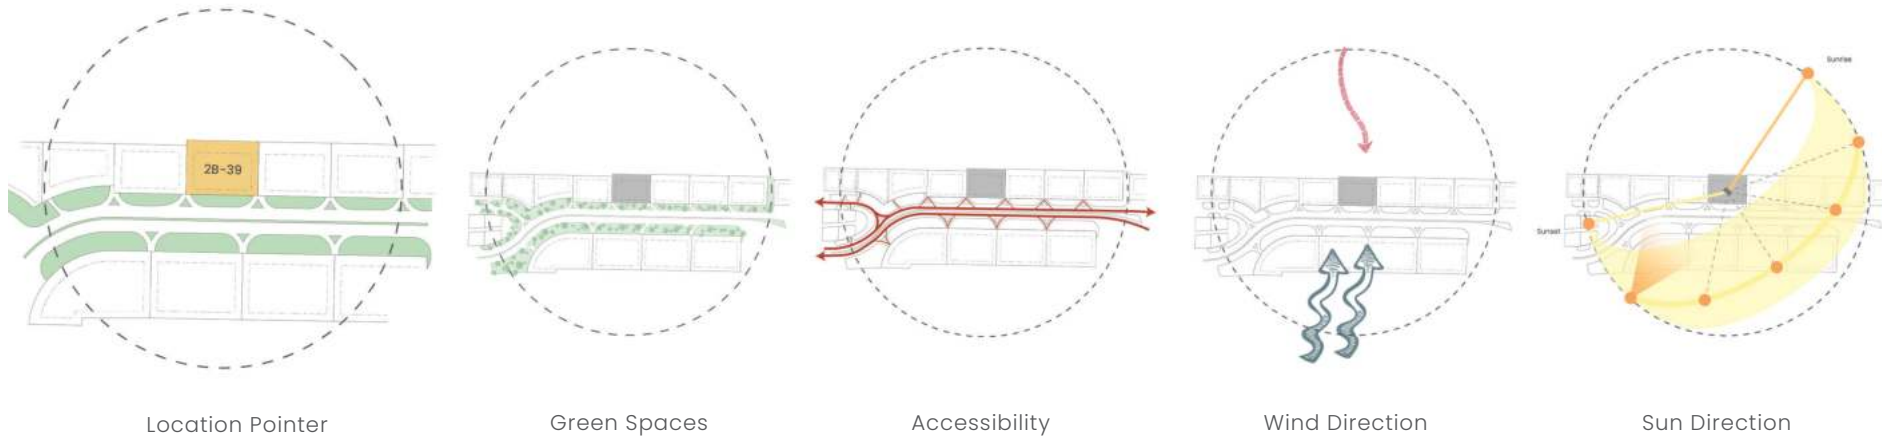 2B-39
Sunrise
Sunset
Location Pointer
Green Spaces
Accessibility
Wind Direction
Sun Direction